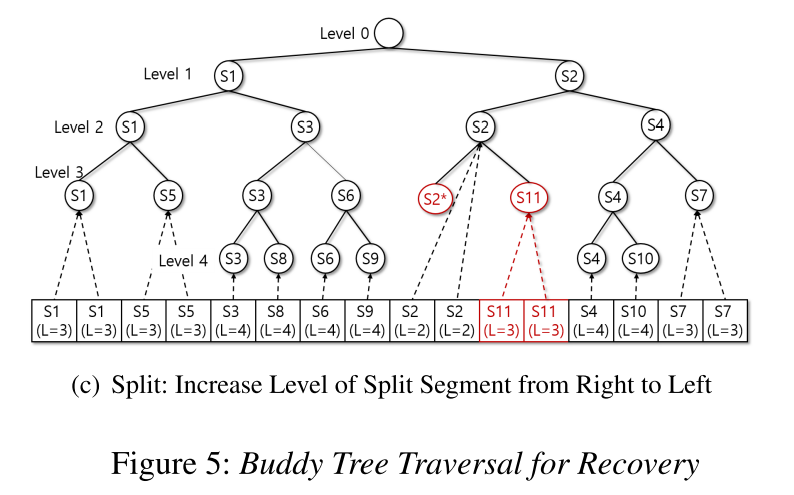 Level 0
Level 1
S1
S2
Level 2
S1
S3
S2
S4
Level 3
S1
S5
S3
S6
S2*
S11
S4
S7
Level 4
S3
S8
S6
S9
S4
S10
S1 S1 S5 S5 S3 S8 S6 S9 S2 S2 S11 S11 S4 S10 S7 S7
(L=3) (L=3) (L=3) (L=3) (L=4) (L=4) (L=4) (L=4) (L=2) (L=2) (L=3) (L=3) (L=4) (L=4) (L=3) (L=3)
(c) Split: Increase Level of Split Segment from Right to Left
Figure 5: Buddy Tree Traversal for Recovery